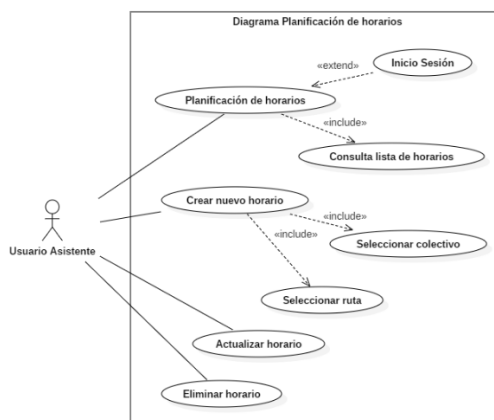 Diagrama Planificación de horarios
«extend»
Inicio Sesión
Planificación de horarios
«include»
Consulta lista de horarios
Crear nuevo horario
«include»
«include»
Seleccionar colectivo
Usuario Asistente
Seleccionar ruta
Actualizar horario
Eliminar horario